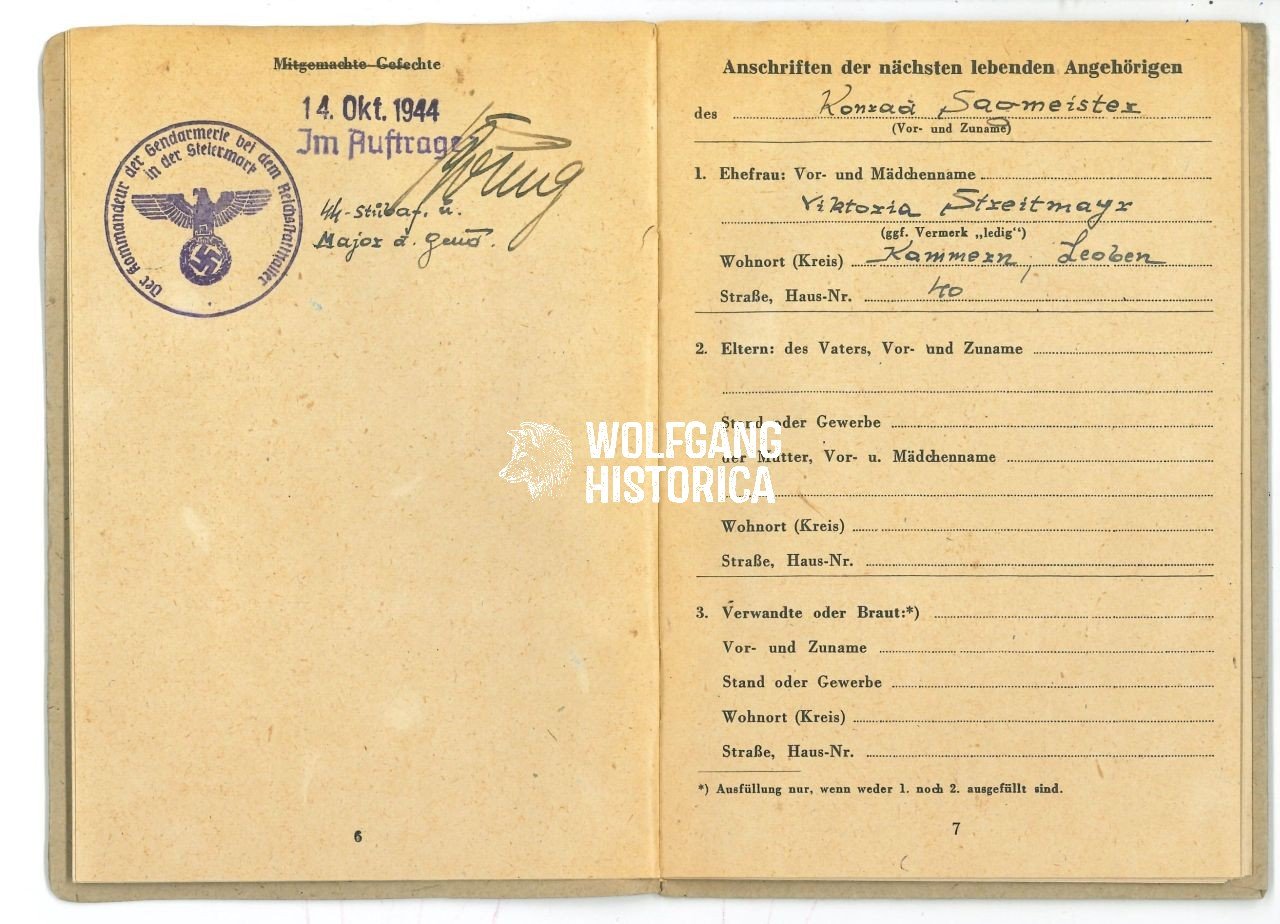 Mitgemachte Gefechte
14. Okt. 1944
Im Auftrage
Der Kommandeur der Gendarmerie bei dem Reichsstatthalter
in der Steiermark
SS-Stubaf. u.
Major d. Gend.
6
Anschriften der nächsten lebenden Angehörigen
des Konrad Sagmeister
(Vor- und Zuname)
1. Ehefrau: Vor- und Mädchenname
Viktoria Streitmayr
(ggf. Vermerk „ledig“)
Wohnort (Kreis) Kammern, Leoben
Straße, Haus-Nr. 40
2. Eltern: des Vaters, Vor- und Zuname
Stand oder Gewerbe
der Mutter, Vor- u. Mädchenname
Wohnort (Kreis)
Straße, Haus-Nr.
3. Verwandte oder Braut:*)
Vor- und Zuname
Stand oder Gewerbe
Wohnort (Kreis)
Straße, Haus-Nr.
*) Ausfüllung nur, wenn weder 1. noch 2. ausgefüllt sind.
7
WOLFGANG
HISTORICA